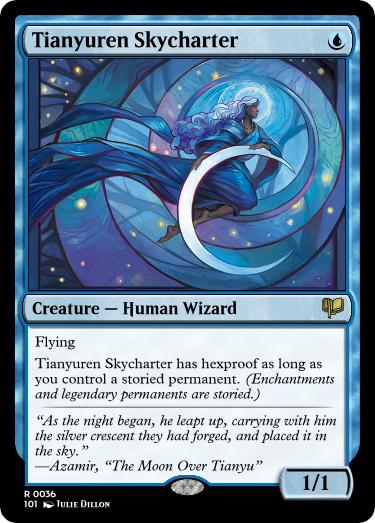 Tianyuren Skycharter
Creature — Human Wizard
Flying
Tianyuren Skycharter has hexproof as long as
you control a storied permanent. (Enchantments
and legendary permanents are storied.)
“As the night began, he leapt up, carrying with him
the silver crescent they had forged, and placed it in
the sky.”
—Azamir, “The Moon Over Tianyu”
1/1
R 0036
101 JULIE DILLON